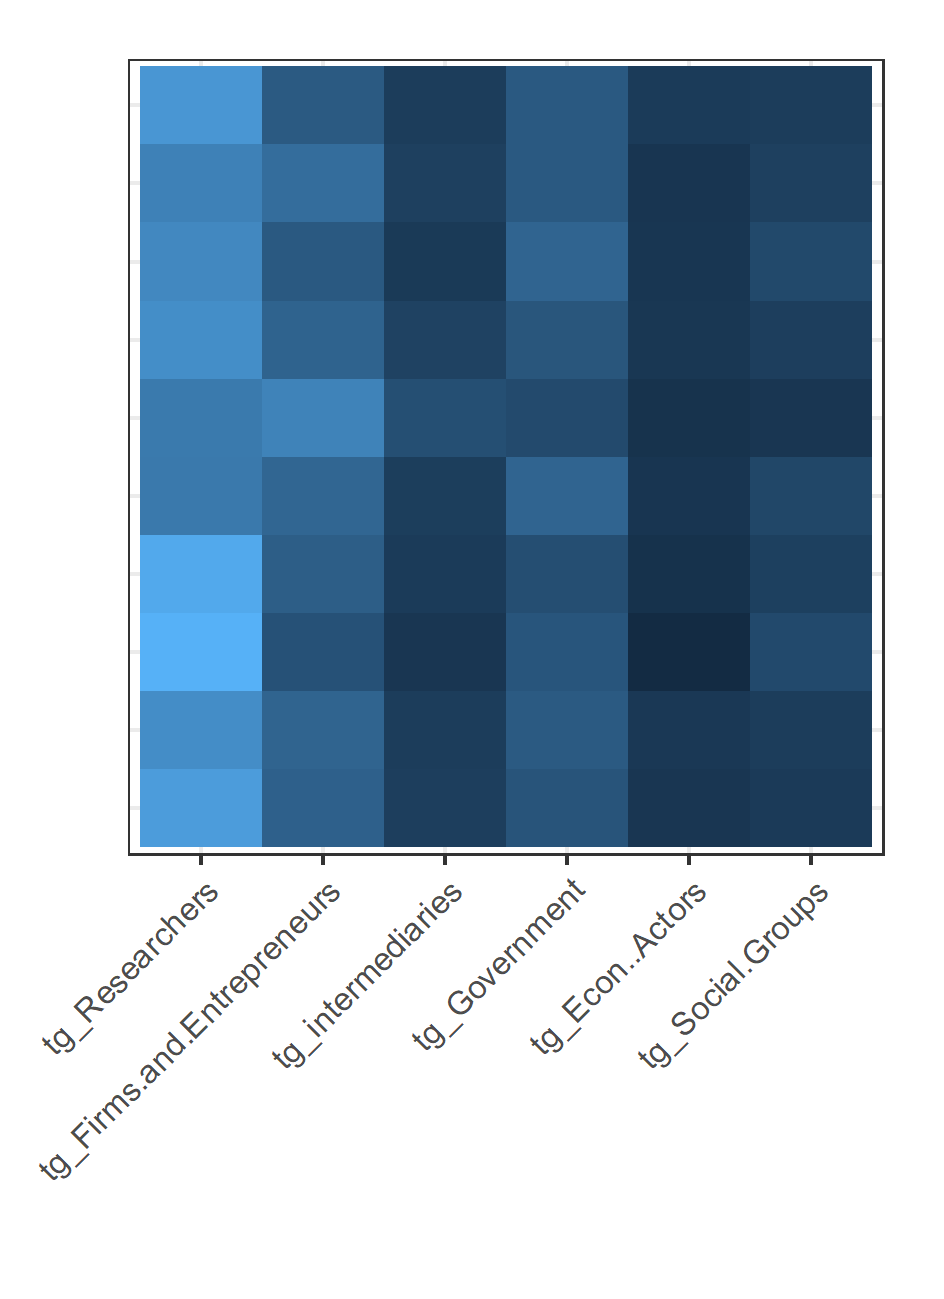 tg_Researchers
tg_Firms.and.Entrepreneurs
tg_intermediaries
tg_Government
tg_Econ..Actors
tg_Social.Groups